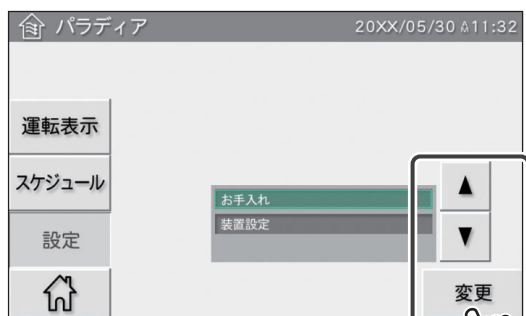 パラディア 20XX/05/30 11:32
運転表示
スケジュール
お手入れ
▲
装置設定
▼
設定
変更